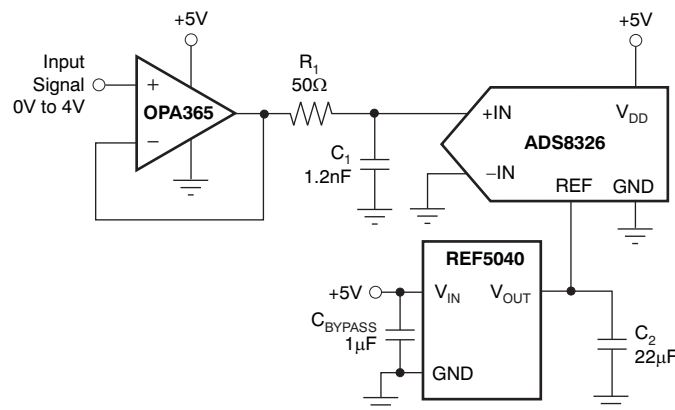 +5V
Input
Signal
0V to 4V
+
OPA365
−
R1
50Ω
C1
1.2nF
+5V
+IN
VDD
ADS8326
−IN
REF
GND
REF5040
+5V
VIN
VOUT
CBYPASS
1µF
GND
C2
22µF